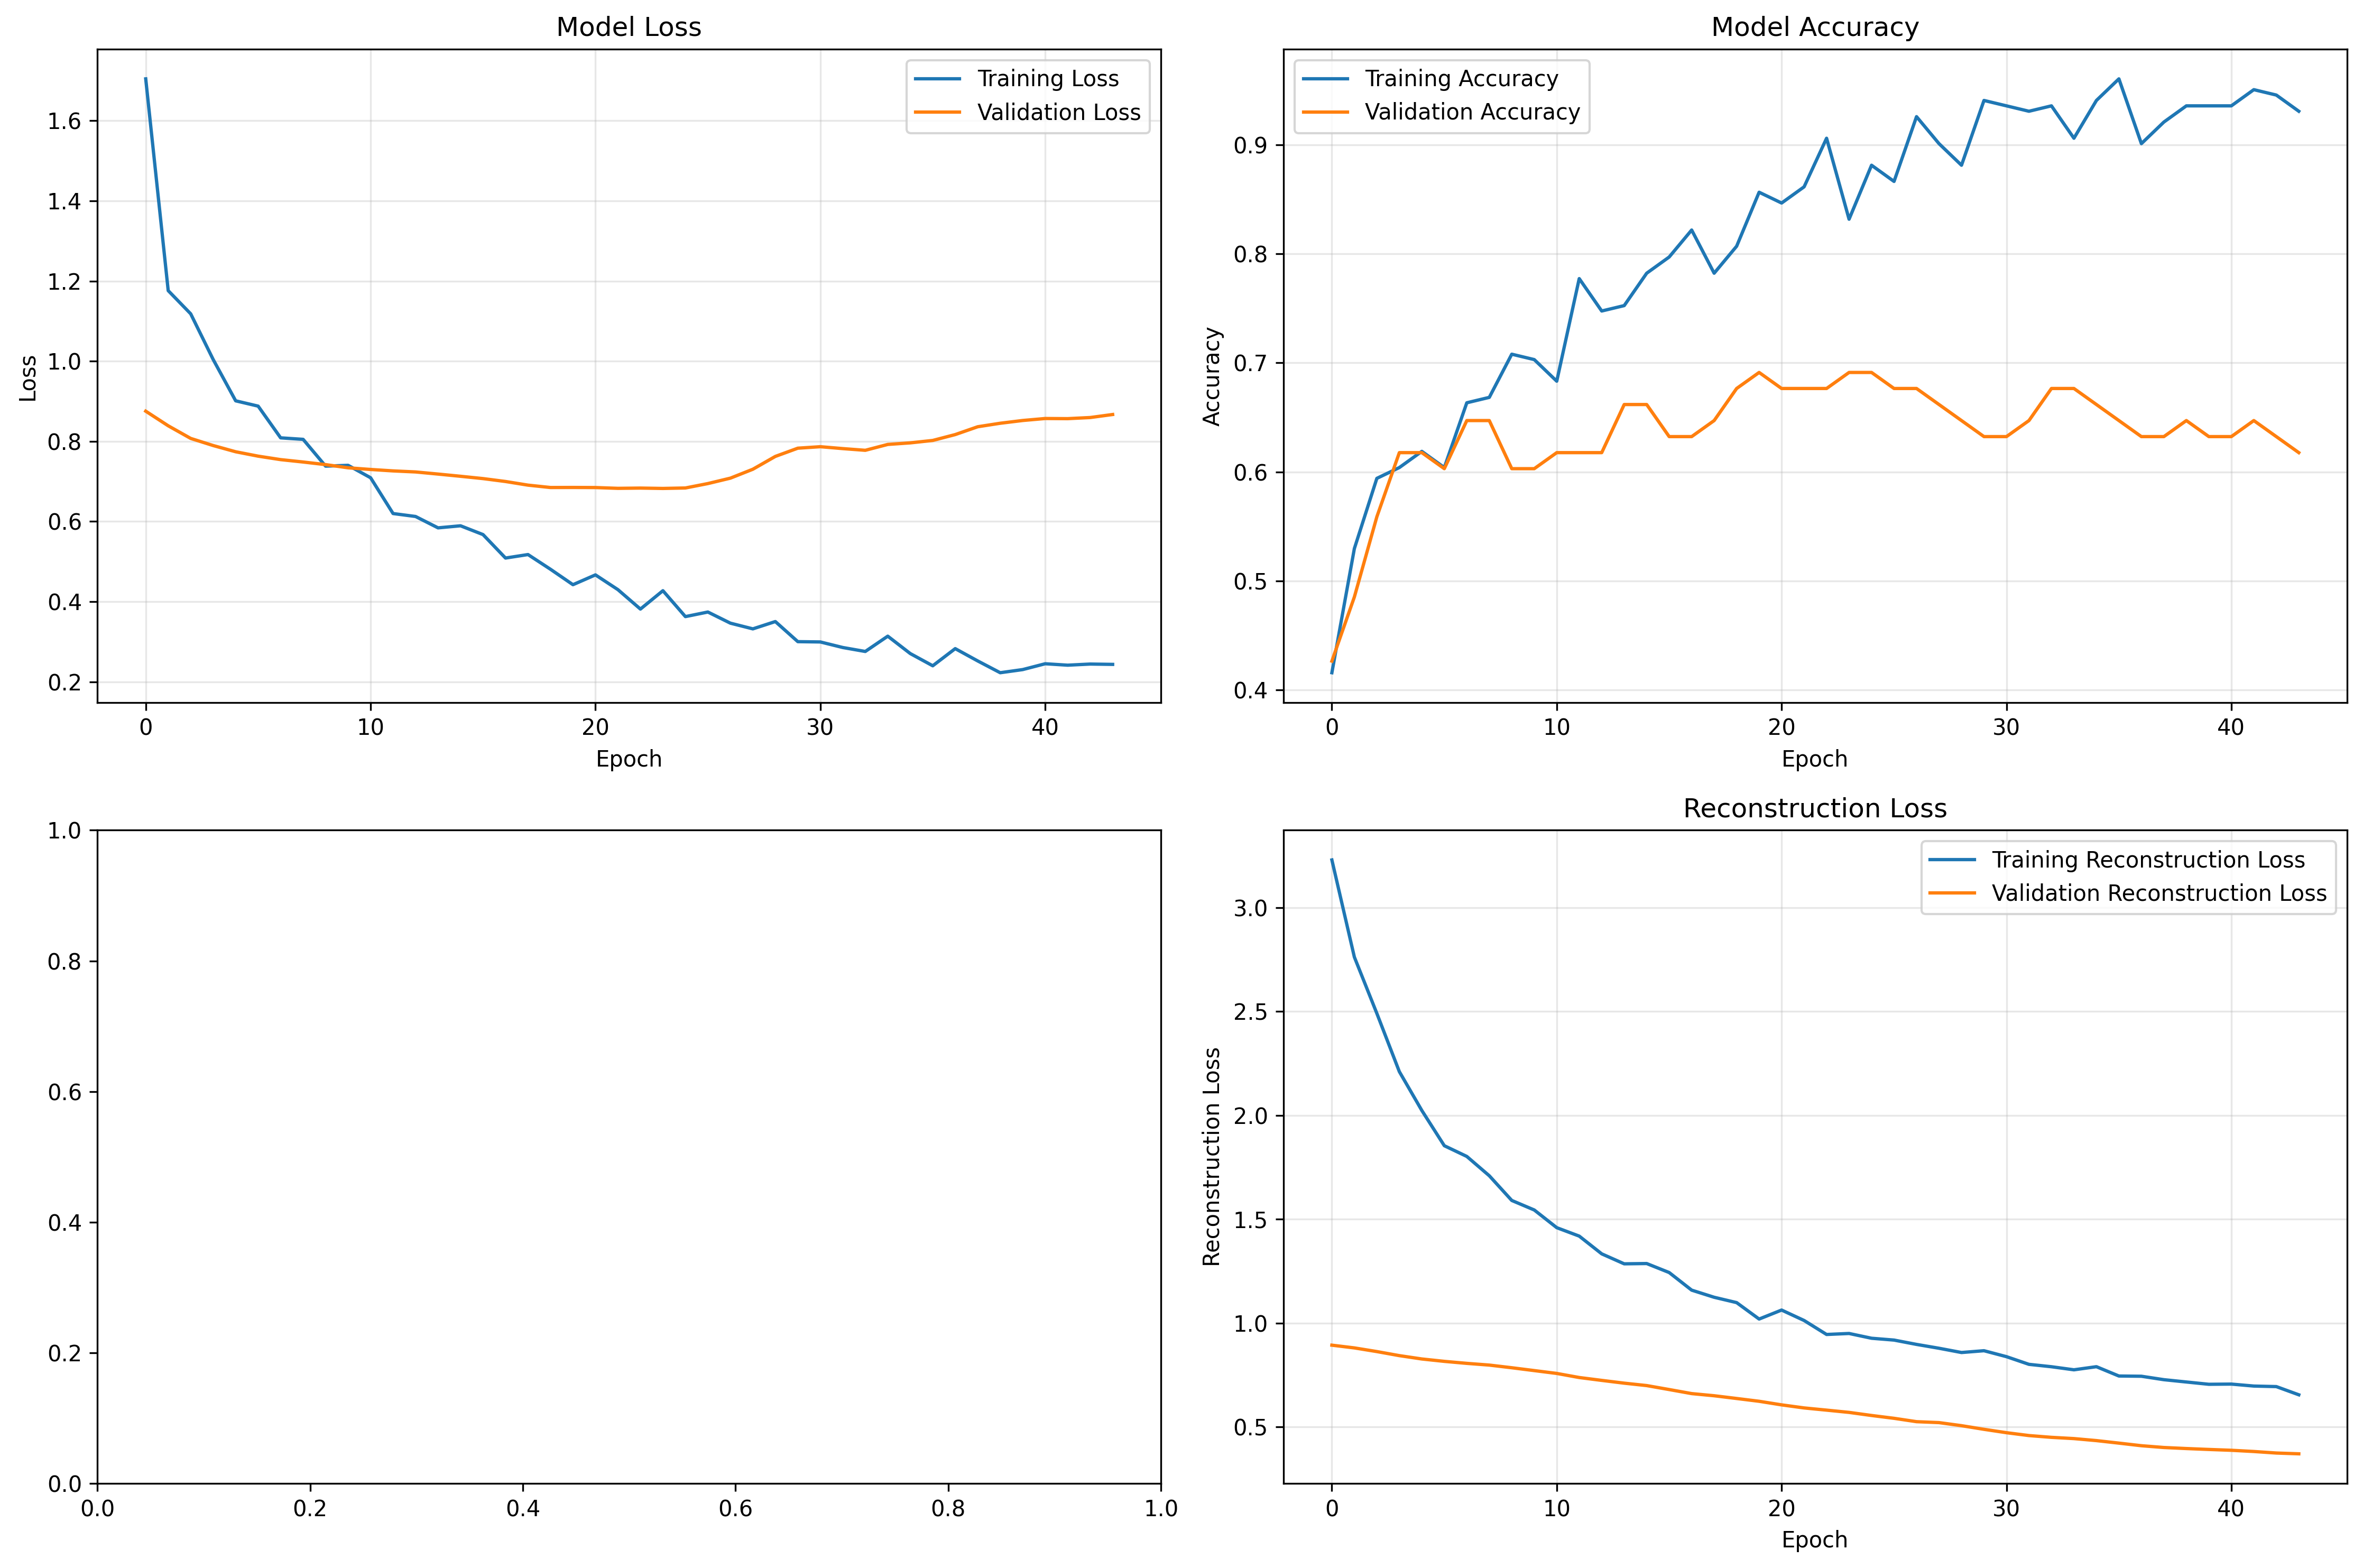 Model Loss
Training Loss
Validation Loss
1.6
1.4
1.2
1.0
0.8
0.6
0.4
0.2
Loss
0 10 20 30 40
Epoch
Model Accuracy
Training Accuracy
Validation Accuracy
0.9
0.8
0.7
0.6
0.5
0.4
Accuracy
0 10 20 30 40
Epoch
1.0
0.8
0.6
0.4
0.2
0.0
0.0 0.2 0.4 0.6 0.8 1.0
Reconstruction Loss
Training Reconstruction Loss
Validation Reconstruction Loss
3.0
2.5
2.0
1.5
1.0
0.5
Reconstruction Loss
0 10 20 30 40
Epoch